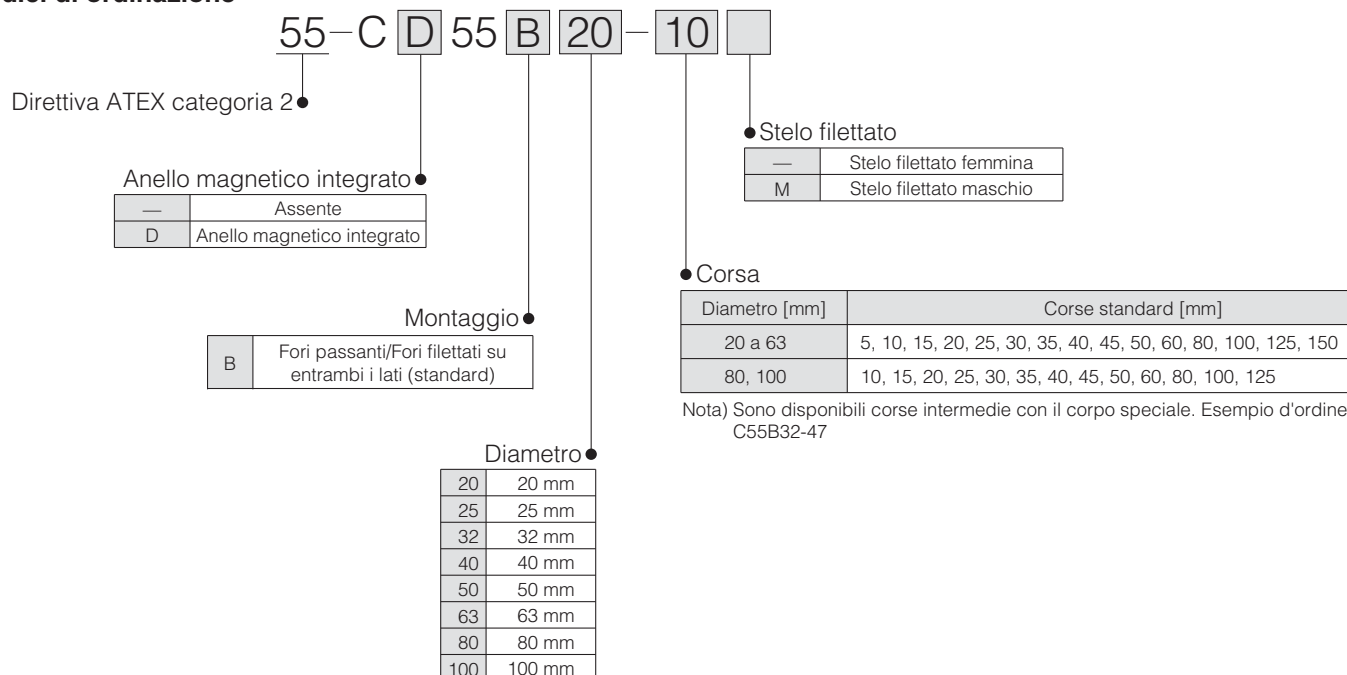 di ordinazione
55-C D 55 B 20-10
Direttiva ATEX categoria 2
Stelo filettato
— Stelo filettato femmina
M Stelo filettato maschio
Anello magnetico integrato
— Assente
D Anello magnetico integrato
Corsa
Diametro [mm] Corse standard [mm]
20 a 63 5, 10, 15, 20, 25, 30, 35, 40, 45, 50, 60, 80, 100, 125, 150
80, 100 10, 15, 20, 25, 30, 35, 40, 45, 50, 60, 80, 100, 125
Nota) Sono disponibili corse intermedie con il corpo speciale. Esempio d'ordine
C55B32-47
Montaggio
B Fori passanti/Fori filettati su
entrambi i lati (standard)
Diametro
20 20 mm
25 25 mm
32 32 mm
40 40 mm
50 50 mm
63 63 mm
80 80 mm
100 100 mm